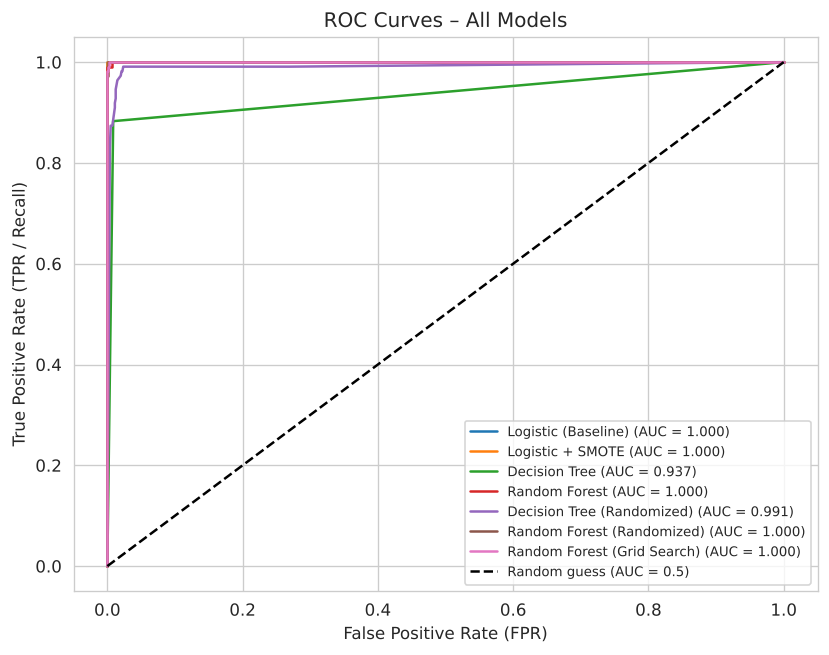 ROC Curves – All Models
True Positive Rate (TPR / Recall)
1.0
0.8
0.6
0.4
0.2
0.0
Logistic (Baseline) (AUC = 1.000)
Logistic + SMOTE (AUC = 1.000)
Decision Tree (AUC = 0.937)
Random Forest (AUC = 1.000)
Decision Tree (Randomized) (AUC = 0.991)
Random Forest (Randomized) (AUC = 1.000)
Random Forest (Grid Search) (AUC = 1.000)
Random guess (AUC = 0.5)
0.0 0.2 0.4 0.6 0.8 1.0
False Positive Rate (FPR)